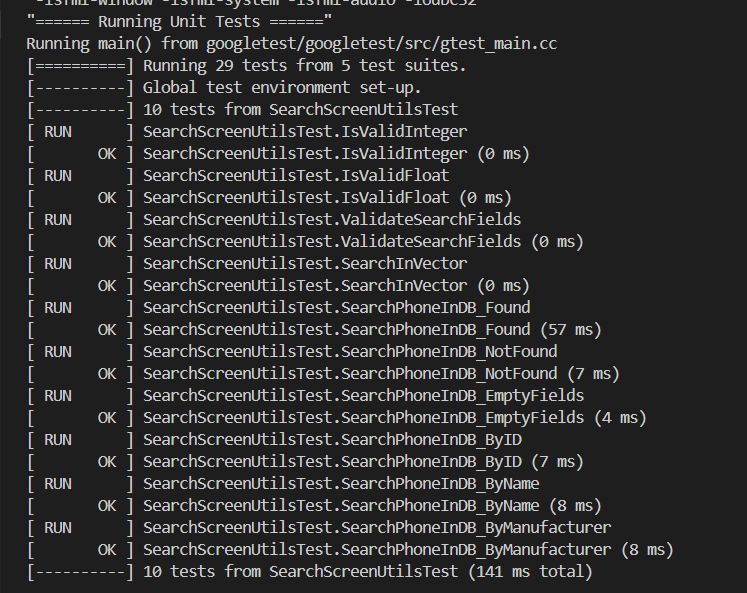 -lsfml-window -lsfml-system -lsfml-audio -lodbc32
"====== Running Unit Tests ======"
Running main() from googletest/googletest/src/gtest_main.cc
[==========] Running 29 tests from 5 test suites.
[----------] Global test environment set-up.
[----------] 10 tests from SearchScreenUtilsTest
[ RUN      ] SearchScreenUtilsTest.IsValidInteger
[       OK ] SearchScreenUtilsTest.IsValidInteger (0 ms)
[ RUN      ] SearchScreenUtilsTest.IsValidFloat
[       OK ] SearchScreenUtilsTest.IsValidFloat (0 ms)
[ RUN      ] SearchScreenUtilsTest.ValidateSearchFields
[       OK ] SearchScreenUtilsTest.ValidateSearchFields (0 ms)
[ RUN      ] SearchScreenUtilsTest.SearchInVector
[       OK ] SearchScreenUtilsTest.SearchInVector (0 ms)
[ RUN      ] SearchScreenUtilsTest.SearchPhoneInDB_Found
[       OK ] SearchScreenUtilsTest.SearchPhoneInDB_Found (57 ms)
[ RUN      ] SearchScreenUtilsTest.SearchPhoneInDB_NotFound
[       OK ] SearchScreenUtilsTest.SearchPhoneInDB_NotFound (7 ms)
[ RUN      ] SearchScreenUtilsTest.SearchPhoneInDB_EmptyFields
[       OK ] SearchScreenUtilsTest.SearchPhoneInDB_EmptyFields (4 ms)
[ RUN      ] SearchScreenUtilsTest.SearchPhoneInDB_ByID
[       OK ] SearchScreenUtilsTest.SearchPhoneInDB_ByID (7 ms)
[ RUN      ] SearchScreenUtilsTest.SearchPhoneInDB_ByName
[       OK ] SearchScreenUtilsTest.SearchPhoneInDB_ByName (8 ms)
[ RUN      ] SearchScreenUtilsTest.SearchPhoneInDB_ByManufacturer
[       OK ] SearchScreenUtilsTest.SearchPhoneInDB_ByManufacturer (8 ms)
[----------] 10 tests from SearchScreenUtilsTest (141 ms total)